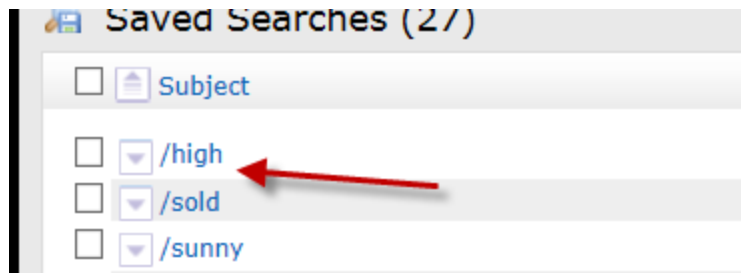 Saved Searches (27)
Subject
/high
/sold
/sunny